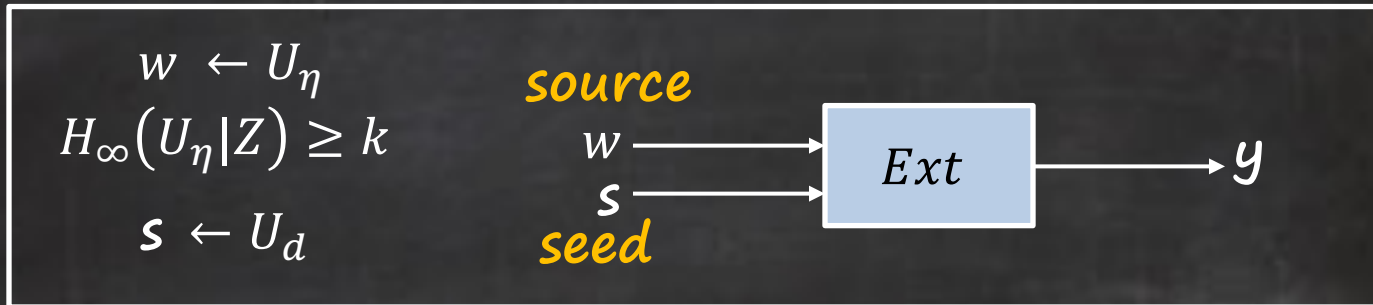 w ← U_η
H_∞(U_η|Z) ≥ k
s ← U_d
source
w
s
seed
Ext
y